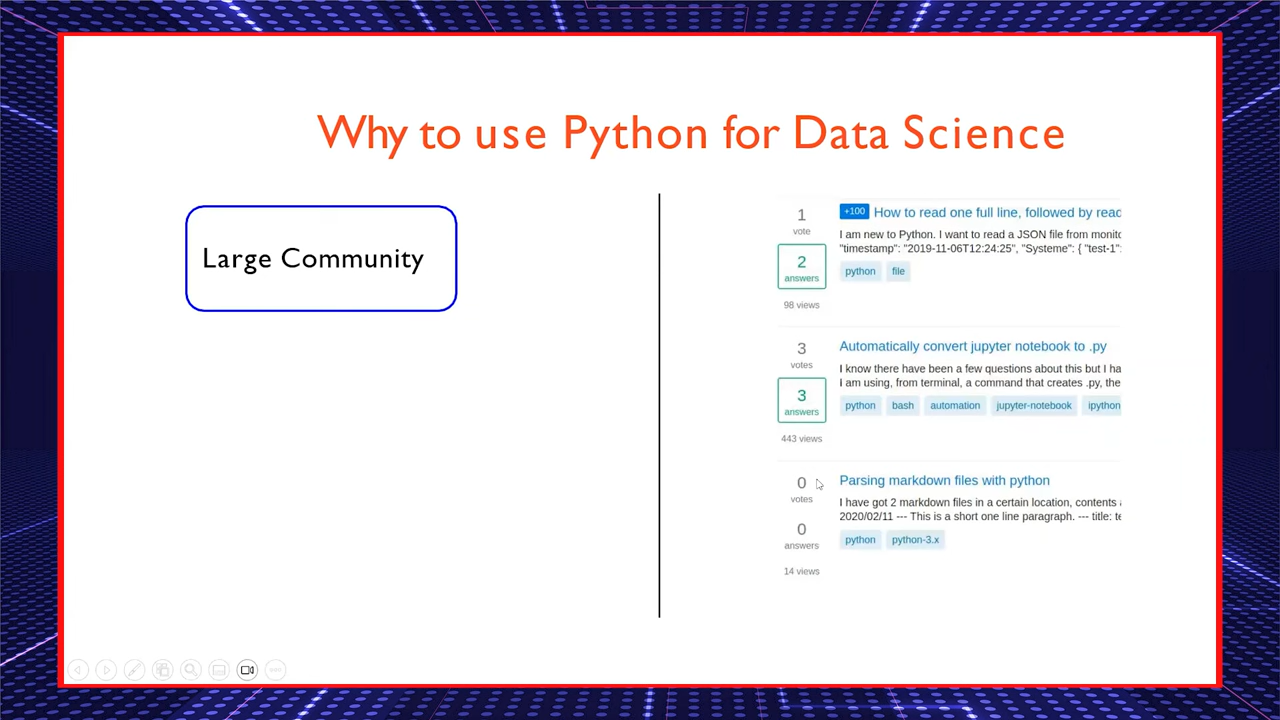 Why to use Python for Data Science
Large Community
1
vote
2
answers
98 views
+100 How to read one full line, followed by reac
I am new to Python. I want to read a JSON file from monito
"timestamp": "2019-11-06T12:24:25", "Systeme": { "test-1":
python file
3
votes
3
answers
443 views
Automatically convert jupyter notebook to .py
I know there have been a few questions about this but I ha
I am using, from terminal, a command that creates .py, the
python bash automation jupyter-notebook ipython
0
votes
0
answers
14 views
Parsing markdown files with python
I have got 2 markdown files in a certain location, contents
2020/02/11 --- This is a short one line paragraph. --- title: te
python python-3.x